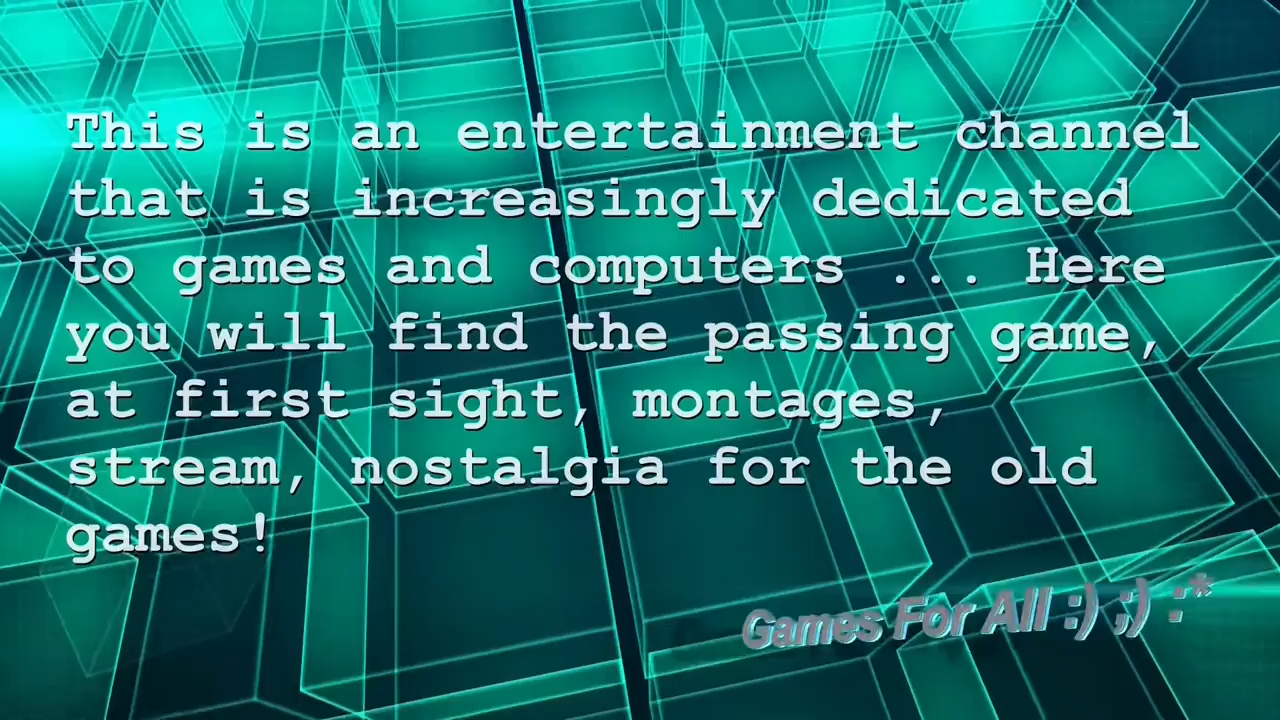 This is an entertainment channel
that is increasingly dedicated
to games and computers ... Here
you will find the passing game,
at first sight, montages,
stream, nostalgia for the old
games!
Games For All :) ;) :*